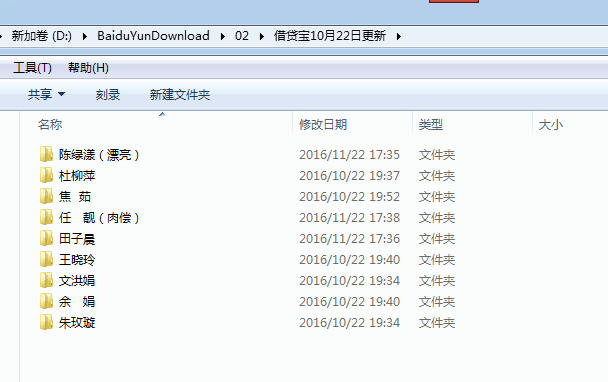 新加卷 (D:) ▸ BaiduYunDownload ▸ 02 ▸ 借贷宝10月22日更新 ▸
工具(T) 帮助(H)
共享 刻录 新建文件夹
名称 修改日期 类型 大小
陈绿漾（漂亮） 2016/11/22 17:35 文件夹
杜柳萍 2016/10/22 19:37 文件夹
焦 茹 2016/10/22 19:52 文件夹
任 靓（肉偿） 2016/11/22 17:38 文件夹
田子晨 2016/11/22 17:36 文件夹
王晓玲 2016/10/22 19:40 文件夹
文洪娟 2016/10/22 19:34 文件夹
余 娟 2016/10/22 19:40 文件夹
朱玫璇 2016/10/22 19:34 文件夹